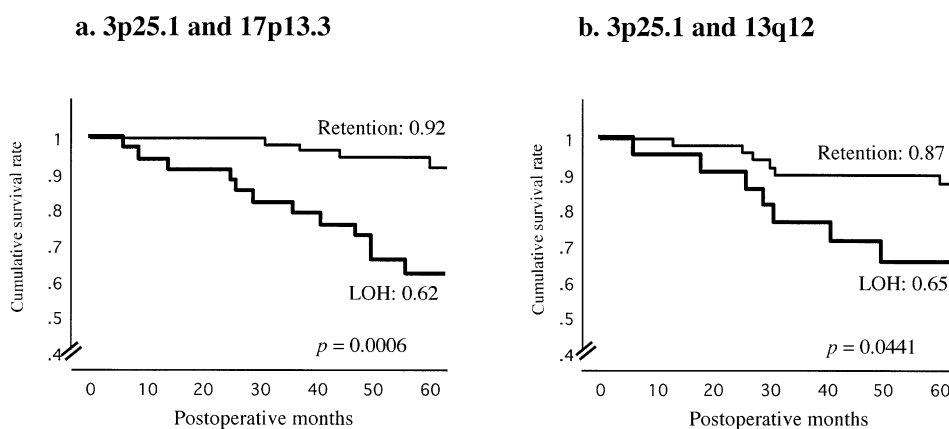 a. 3p25.1 and 17p13.3
Cumulative survival rate
1
.9
.8
.7
.6
.5
.4
Retention: 0.92
LOH: 0.62
p = 0.0006
0 10 20 30 40 50 60
Postoperative months
b. 3p25.1 and 13q12
Cumulative survival rate
1
.9
.8
.7
.6
.5
.4
Retention: 0.87
LOH: 0.65
p = 0.0441
0 10 20 30 40 50 60
Postoperative months